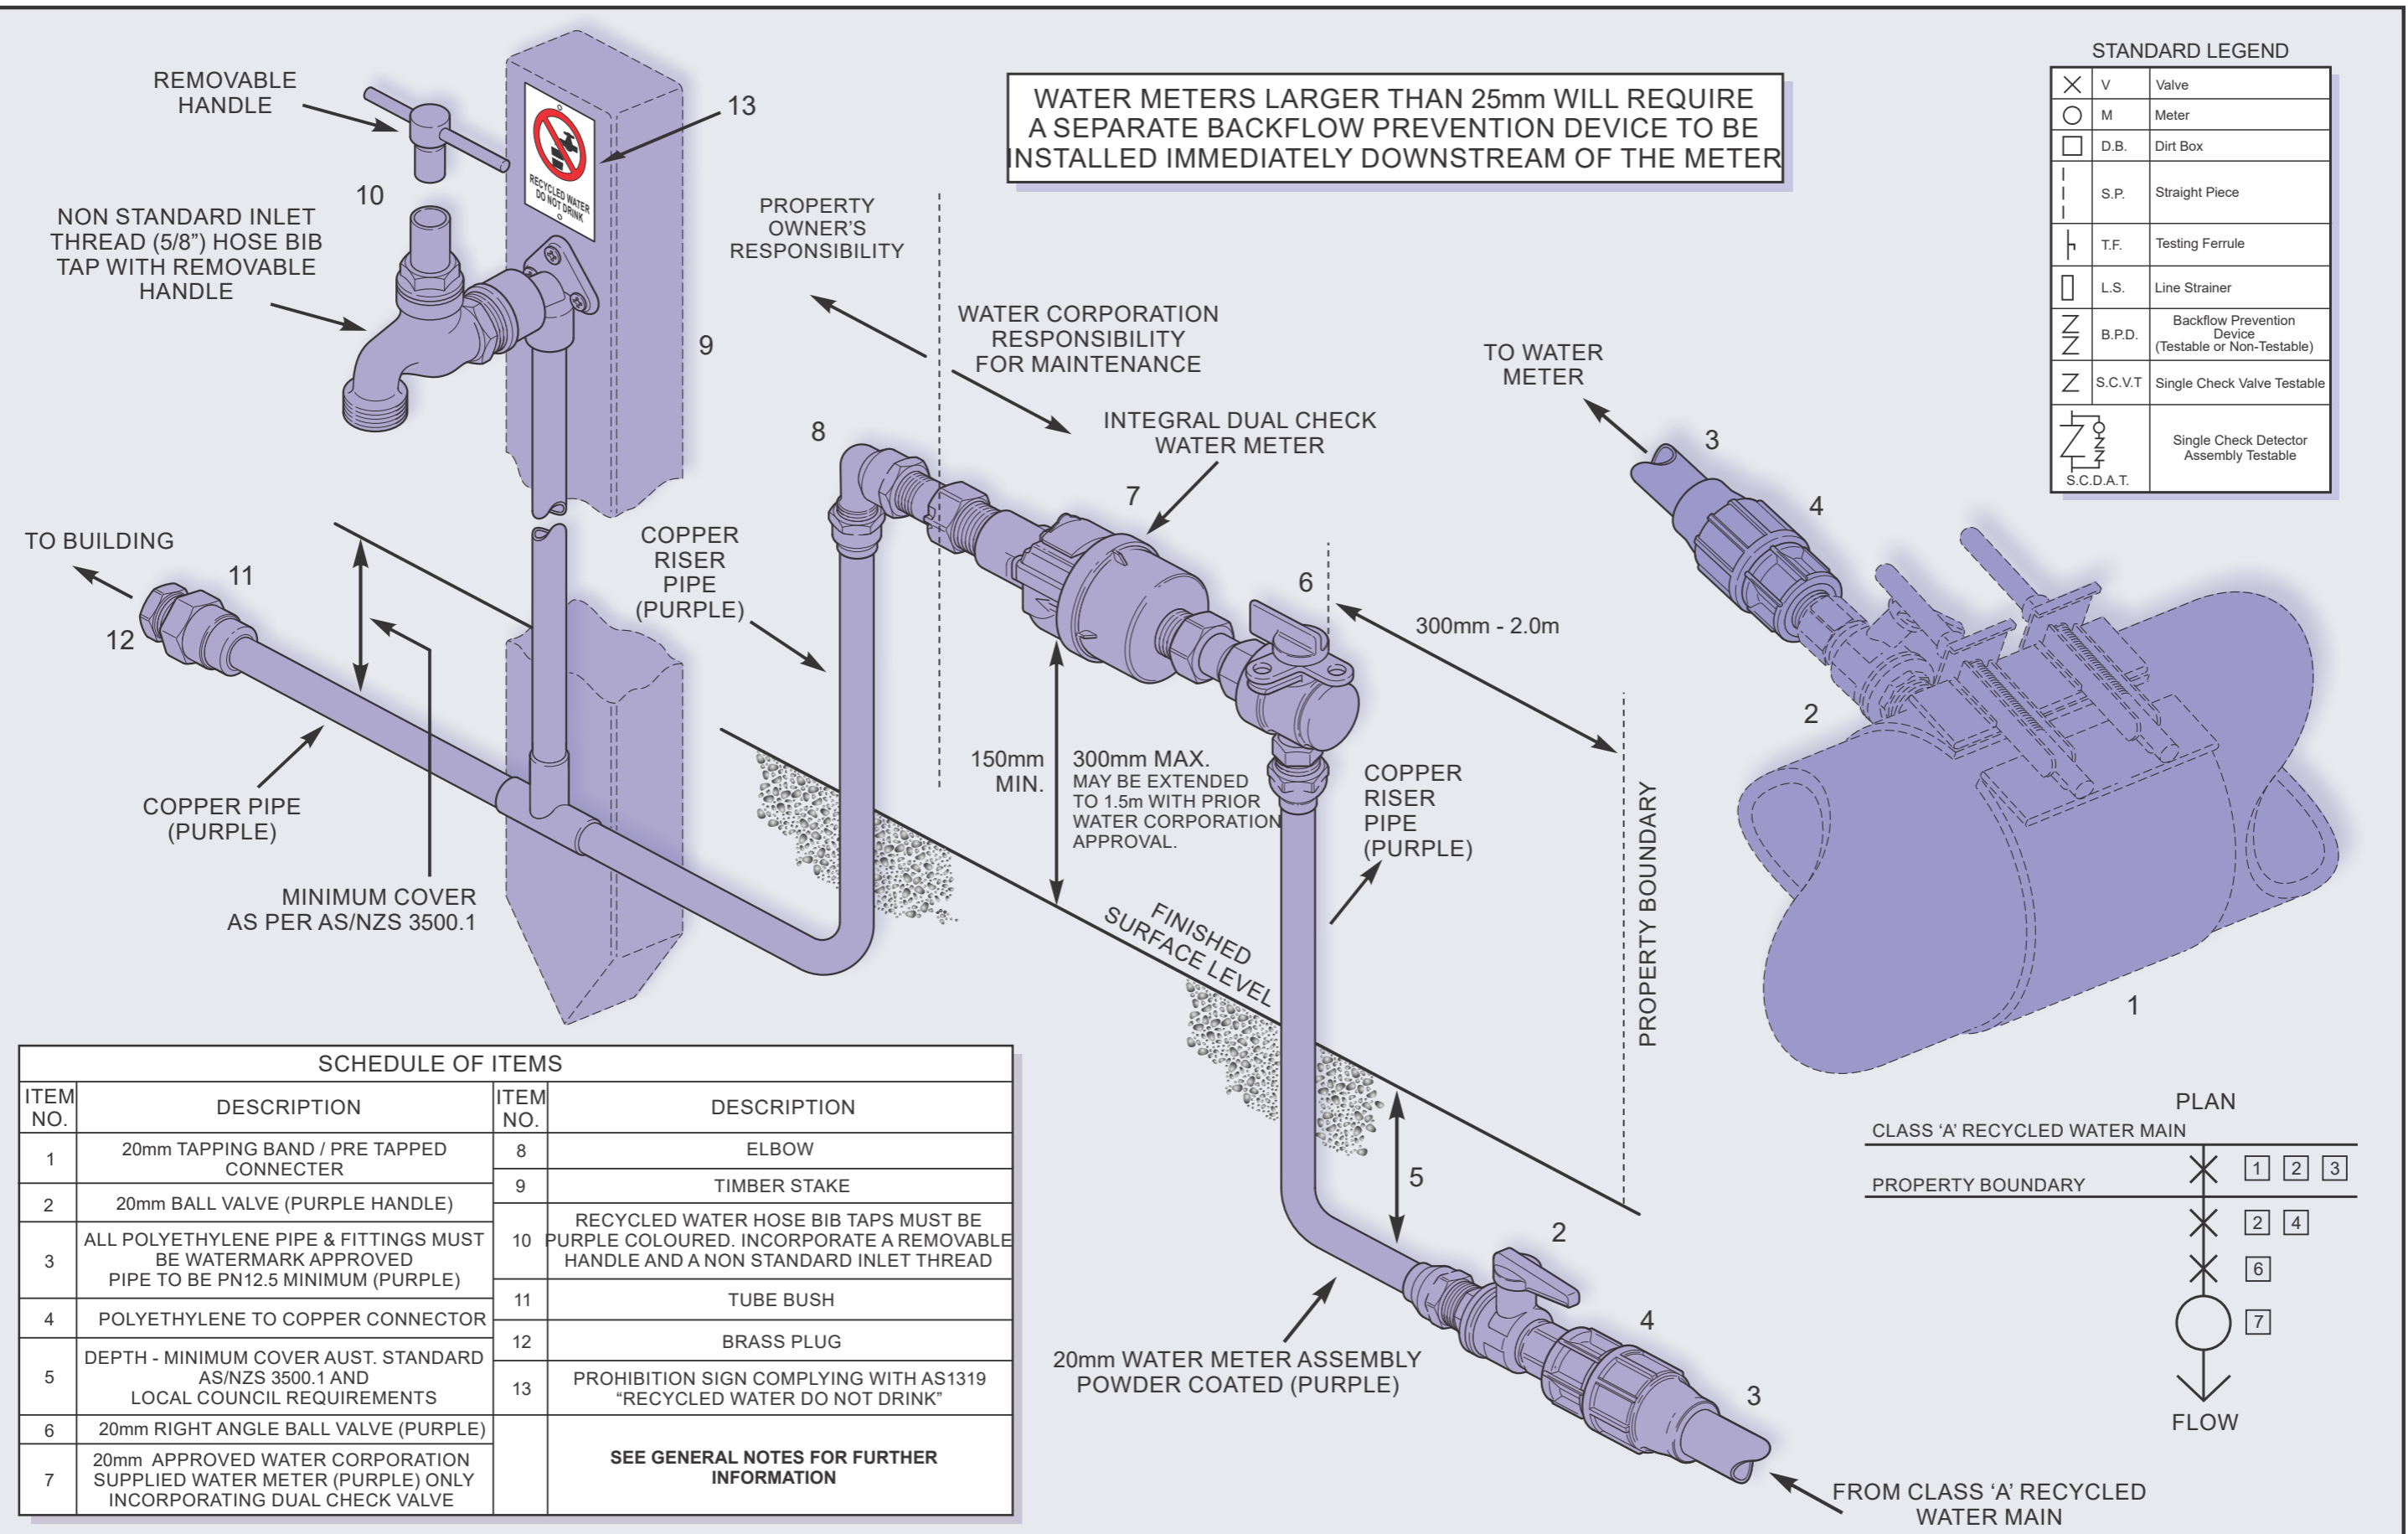 REMOVABLE
HANDLE
13
10
NON STANDARD INLET
THREAD (5/8”) HOSE BIB
TAP WITH REMOVABLE
HANDLE
RECYCLED WATER
DO NOT DRINK
9
WATER METERS LARGER THAN 25mm WILL REQUIRE
A SEPARATE BACKFLOW PREVENTION DEVICE TO BE
INSTALLED IMMEDIATELY DOWNSTREAM OF THE METER
STANDARD LEGEND
V Valve
M Meter
D.B. Dirt Box
S.P. Straight Piece
T.F. Testing Ferrule
L.S. Line Strainer
B.P.D. Backflow Prevention
Device
(Testable or Non-Testable)
S.C.V.T Single Check Valve Testable
S.C.D.A.T. Single Check Detector
Assembly Testable
PROPERTY
OWNER’S
RESPONSIBILITY
WATER CORPORATION
RESPONSIBILITY
FOR MAINTENANCE
INTEGRAL DUAL CHECK
WATER METER
8
7
6
TO WATER
METER
3
4
2
1
300mm - 2.0m
TO BUILDING
11
12
COPPER
RISER
PIPE
(PURPLE)
COPPER PIPE
(PURPLE)
MINIMUM COVER
AS PER AS/NZS 3500.1
150mm
MIN.
300mm MAX.
MAY BE EXTENDED
TO 1.5m WITH PRIOR
WATER CORPORATION
APPROVAL.
COPPER
RISER
PIPE
(PURPLE)
PROPERTY BOUNDARY
FINISHED
SURFACE LEVEL
5
2
4
3
20mm WATER METER ASSEMBLY
POWDER COATED (PURPLE)
FROM CLASS ‘A’ RECYCLED
WATER MAIN
PLAN
CLASS ‘A’ RECYCLED WATER MAIN
1 2 3
PROPERTY BOUNDARY
2 4
6
7
FLOW
SCHEDULE OF ITEMS
ITEM
NO.
DESCRIPTION
1 20mm TAPPING BAND / PRE TAPPED
CONNECTER
2 20mm BALL VALVE (PURPLE HANDLE)
3 ALL POLYETHYLENE PIPE & FITTINGS MUST
BE WATERMARK APPROVED
PIPE TO BE PN12.5 MINIMUM (PURPLE)
4 POLYETHYLENE TO COPPER CONNECTOR
5 DEPTH - MINIMUM COVER AUST. STANDARD
AS/NZS 3500.1 AND
LOCAL COUNCIL REQUIREMENTS
6 20mm RIGHT ANGLE BALL VALVE (PURPLE)
7 20mm APPROVED WATER CORPORATION
SUPPLIED WATER METER (PURPLE) ONLY
INCORPORATING DUAL CHECK VALVE
ITEM
NO.
DESCRIPTION
8 ELBOW
9 TIMBER STAKE
10 RECYCLED WATER HOSE BIB TAPS MUST BE
PURPLE COLOURED. INCORPORATE A REMOVABLE
HANDLE AND A NON STANDARD INLET THREAD
11 TUBE BUSH
12 BRASS PLUG
13 PROHIBITION SIGN COMPLYING WITH AS1319
“RECYCLED WATER DO NOT DRINK”
SEE GENERAL NOTES FOR FURTHER
INFORMATION